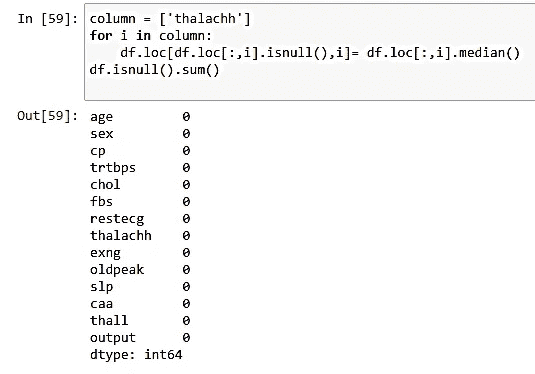 In [59]: column = ['thalachh']
for i in column:
    df.loc[df.loc[:,i].isnull(),i]= df.loc[:,i].median()
df.isnull().sum()
Out[59]: age 0
sex 0
cp 0
trtbps 0
chol 0
fbs 0
restecg 0
thalachh 0
exng 0
oldpeak 0
slp 0
caa 0
thall 0
output 0
dtype: int64